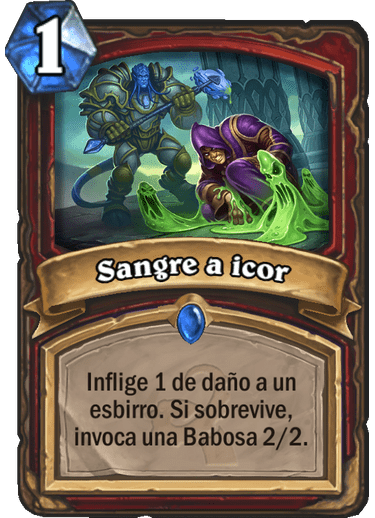 1
Sangre a icor
Inflige 1 de daño a un
esbirro. Si sobrevive,
invoca una Babosa 2/2.